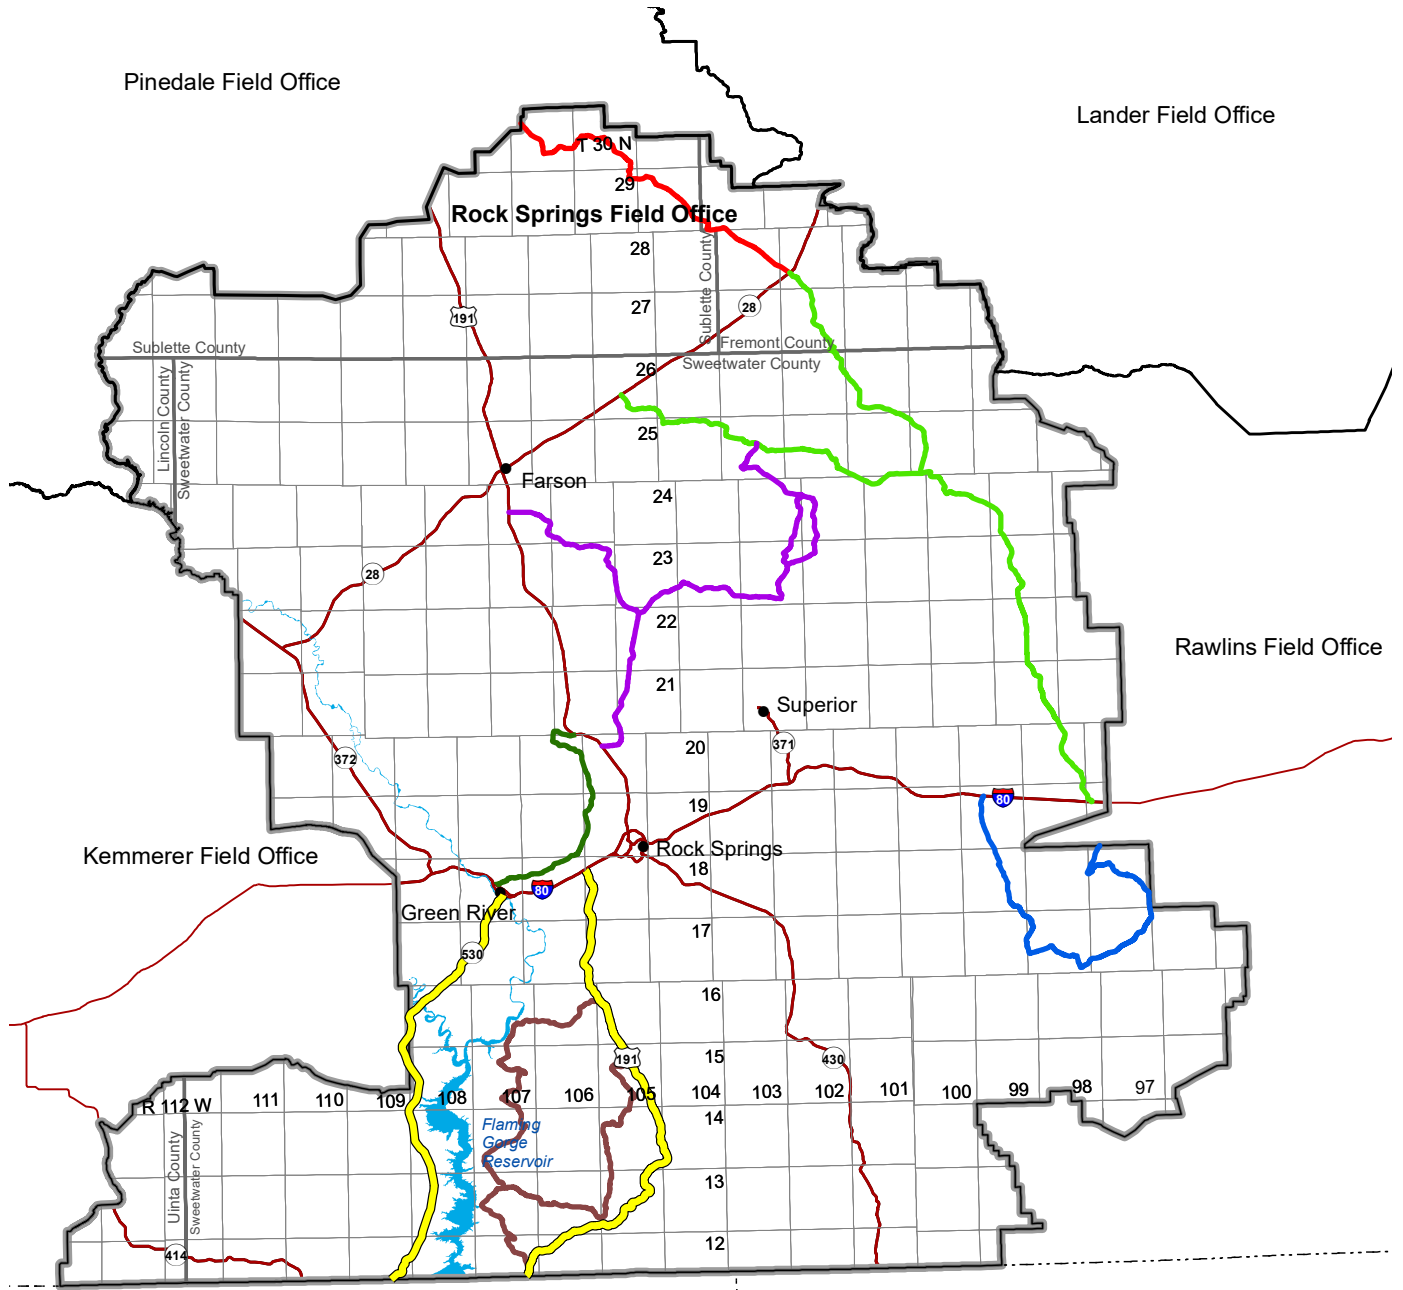 Pinedale Field Office
Lander Field Office
T 30 N
29
Rock Springs Field Office
28
Sublette County
27
28
191
Sublette County
Fremont County
Sweetwater County
26
Lincoln County
Sweetwater County
25
Farson
24
23
28
22
Rawlins Field Office
21
Superior
20
371
372
19
80
Kemmerer Field Office
Rock Springs
18
80
Green River
17
530
16
191
15
430
R 112 W
111
110
109
108
107
106
105
104
103
102
101
100
99
98
97
14
Flaming
Gorge
Reservoir
Uinta County
Sweetwater County
13
12
414